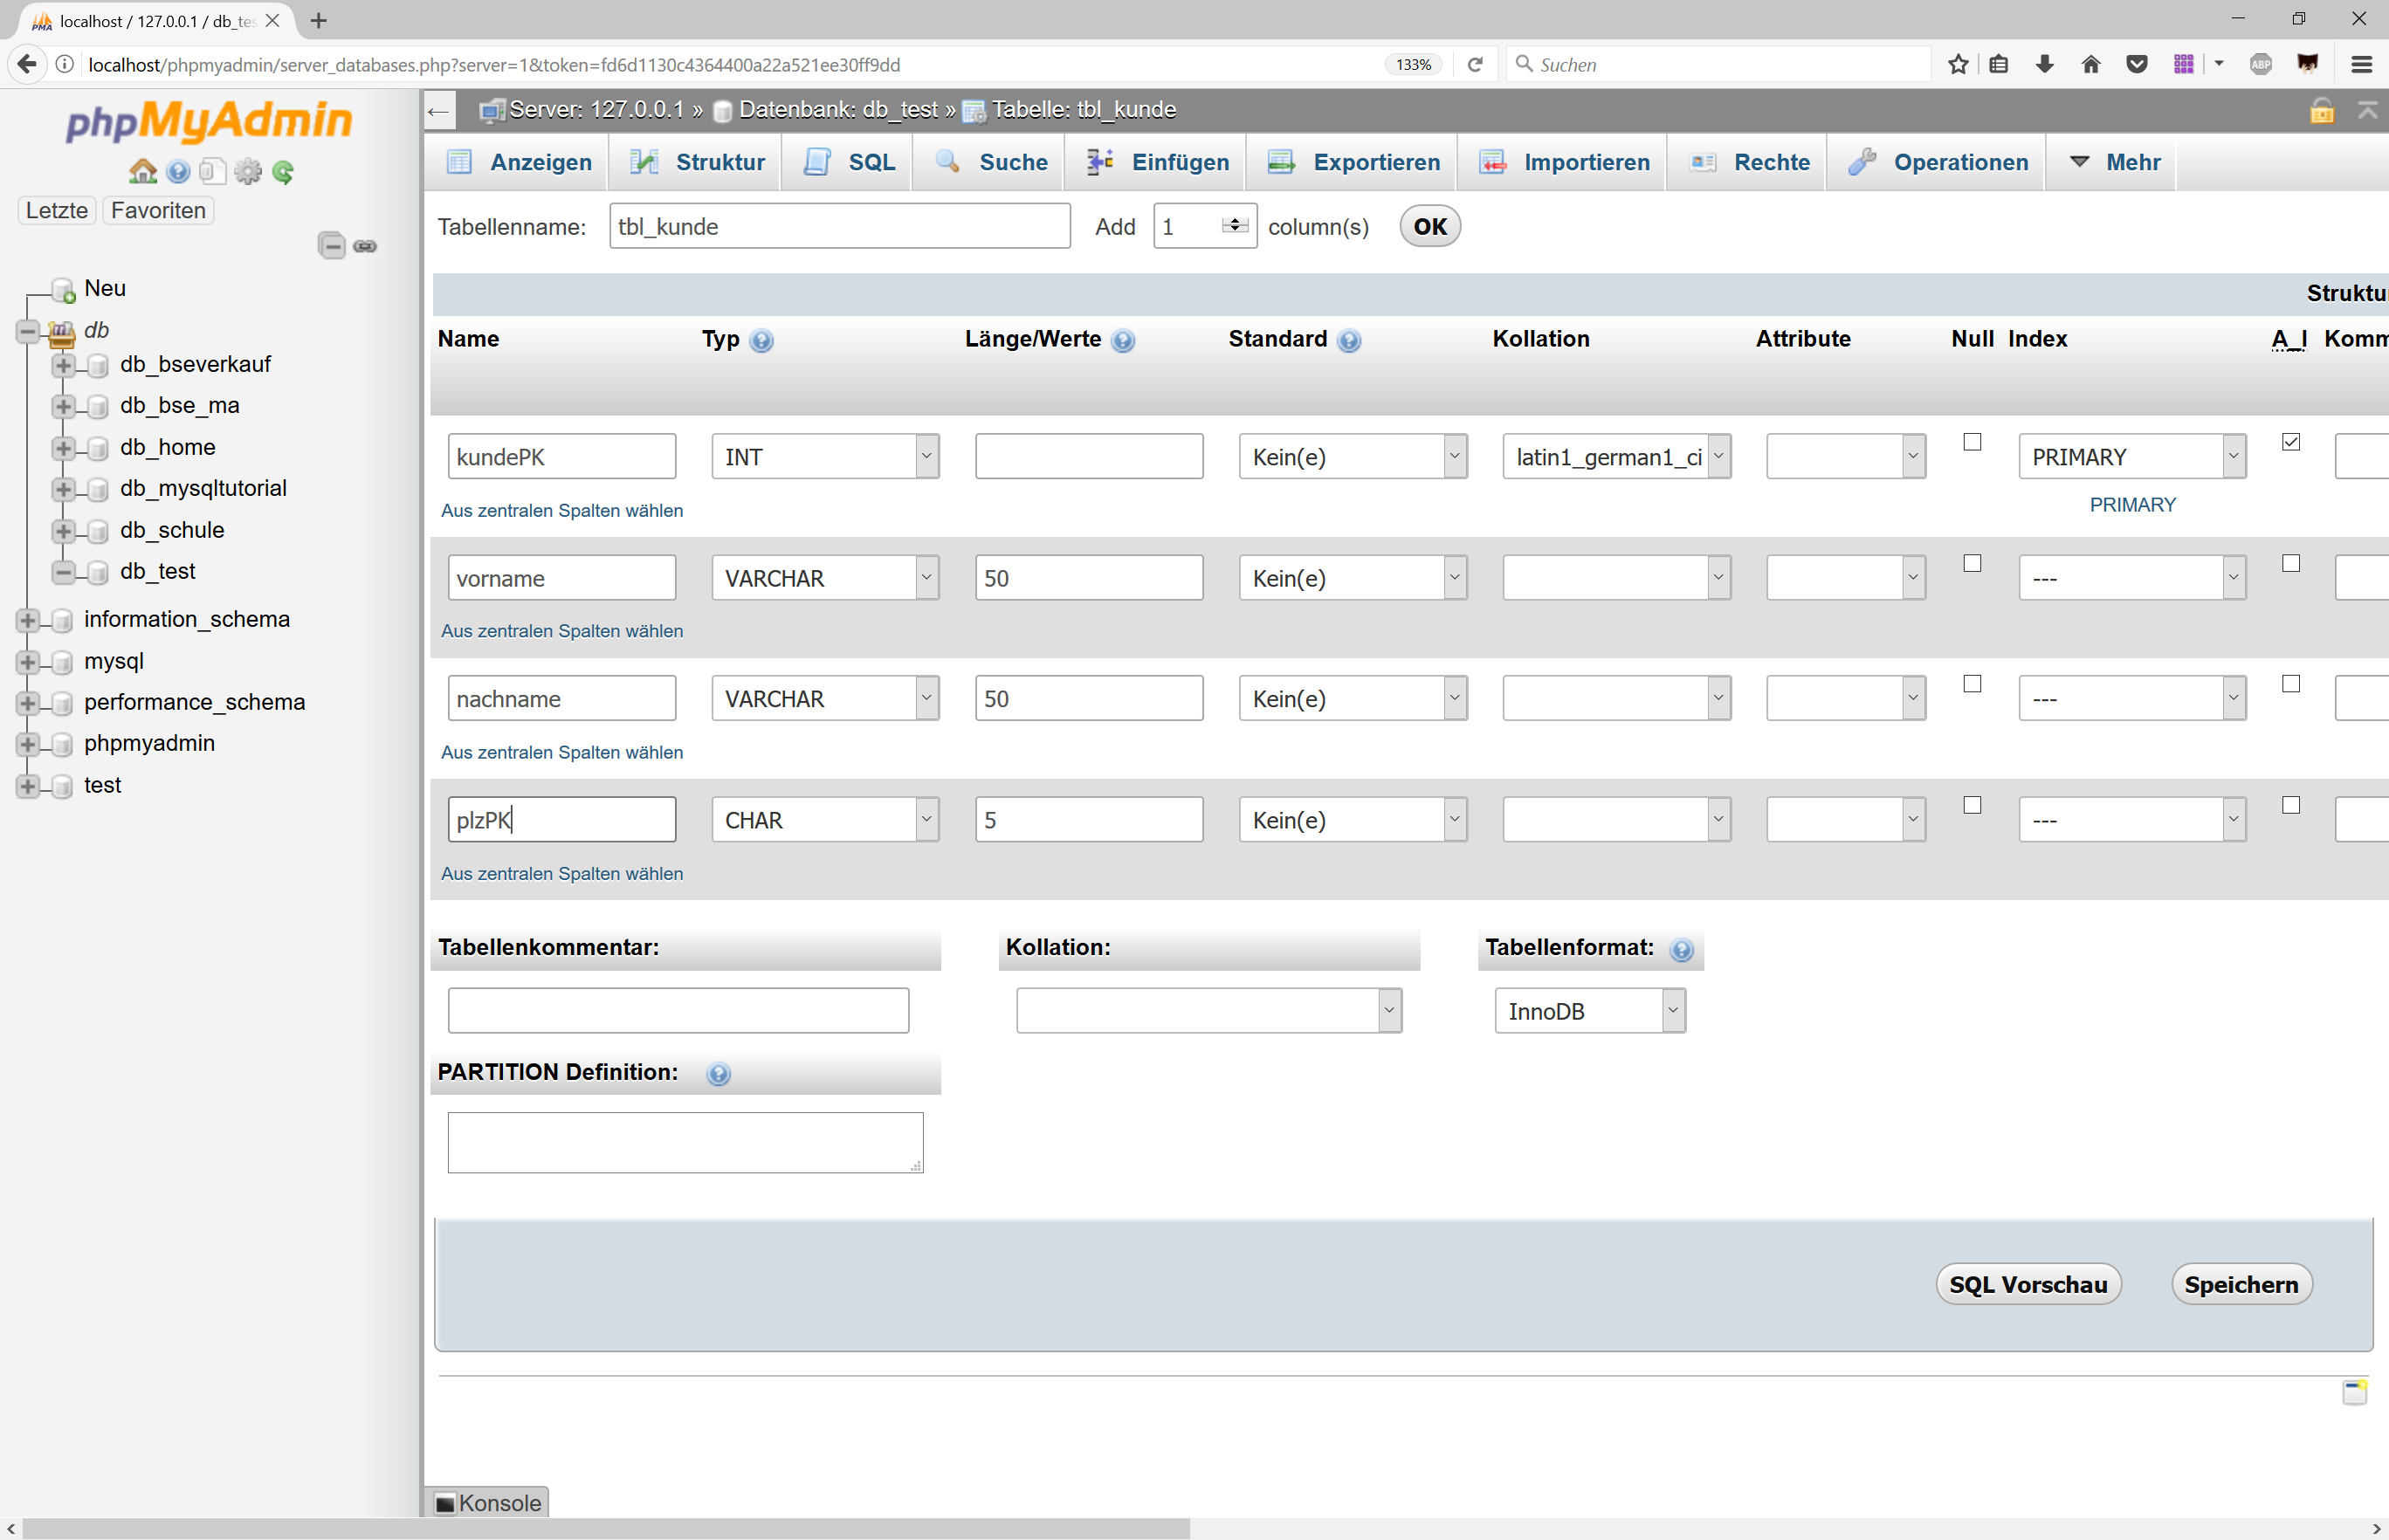 localhost / 127.0.0.1 / db_tes
localhost/phpmyadmin/server_databases.php?server=1&token=fd6d1130c4364400a22a521ee30ff9dd 133% Suchen ABP
phpMyAdmin
Letzte Favoriten
Neu
db
db_bseverkauf
db_bse_ma
db_home
db_mysqltutorial
db_schule
db_test
information_schema
mysql
performance_schema
phpmyadmin
test
Server: 127.0.0.1 » Datenbank: db_test » Tabelle: tbl_kunde
Anzeigen Struktur SQL Suche Einfügen Exportieren Importieren Rechte Operationen Mehr
Tabellenname: tbl_kunde Add 1 column(s) OK
Struktu
Name Typ Länge/Werte Standard Kollation Attribute Null Index A_I Komm
kundePK INT Kein(e) latin1_german1_ci PRIMARY
Aus zentralen Spalten wählen PRIMARY
vorname VARCHAR 50 Kein(e) ---
Aus zentralen Spalten wählen
nachname VARCHAR 50 Kein(e) ---
Aus zentralen Spalten wählen
plzPK CHAR 5 Kein(e) ---
Aus zentralen Spalten wählen
Tabellenkommentar: Kollation: Tabellenformat:
InnoDB
PARTITION Definition:
SQL Vorschau Speichern
Konsole